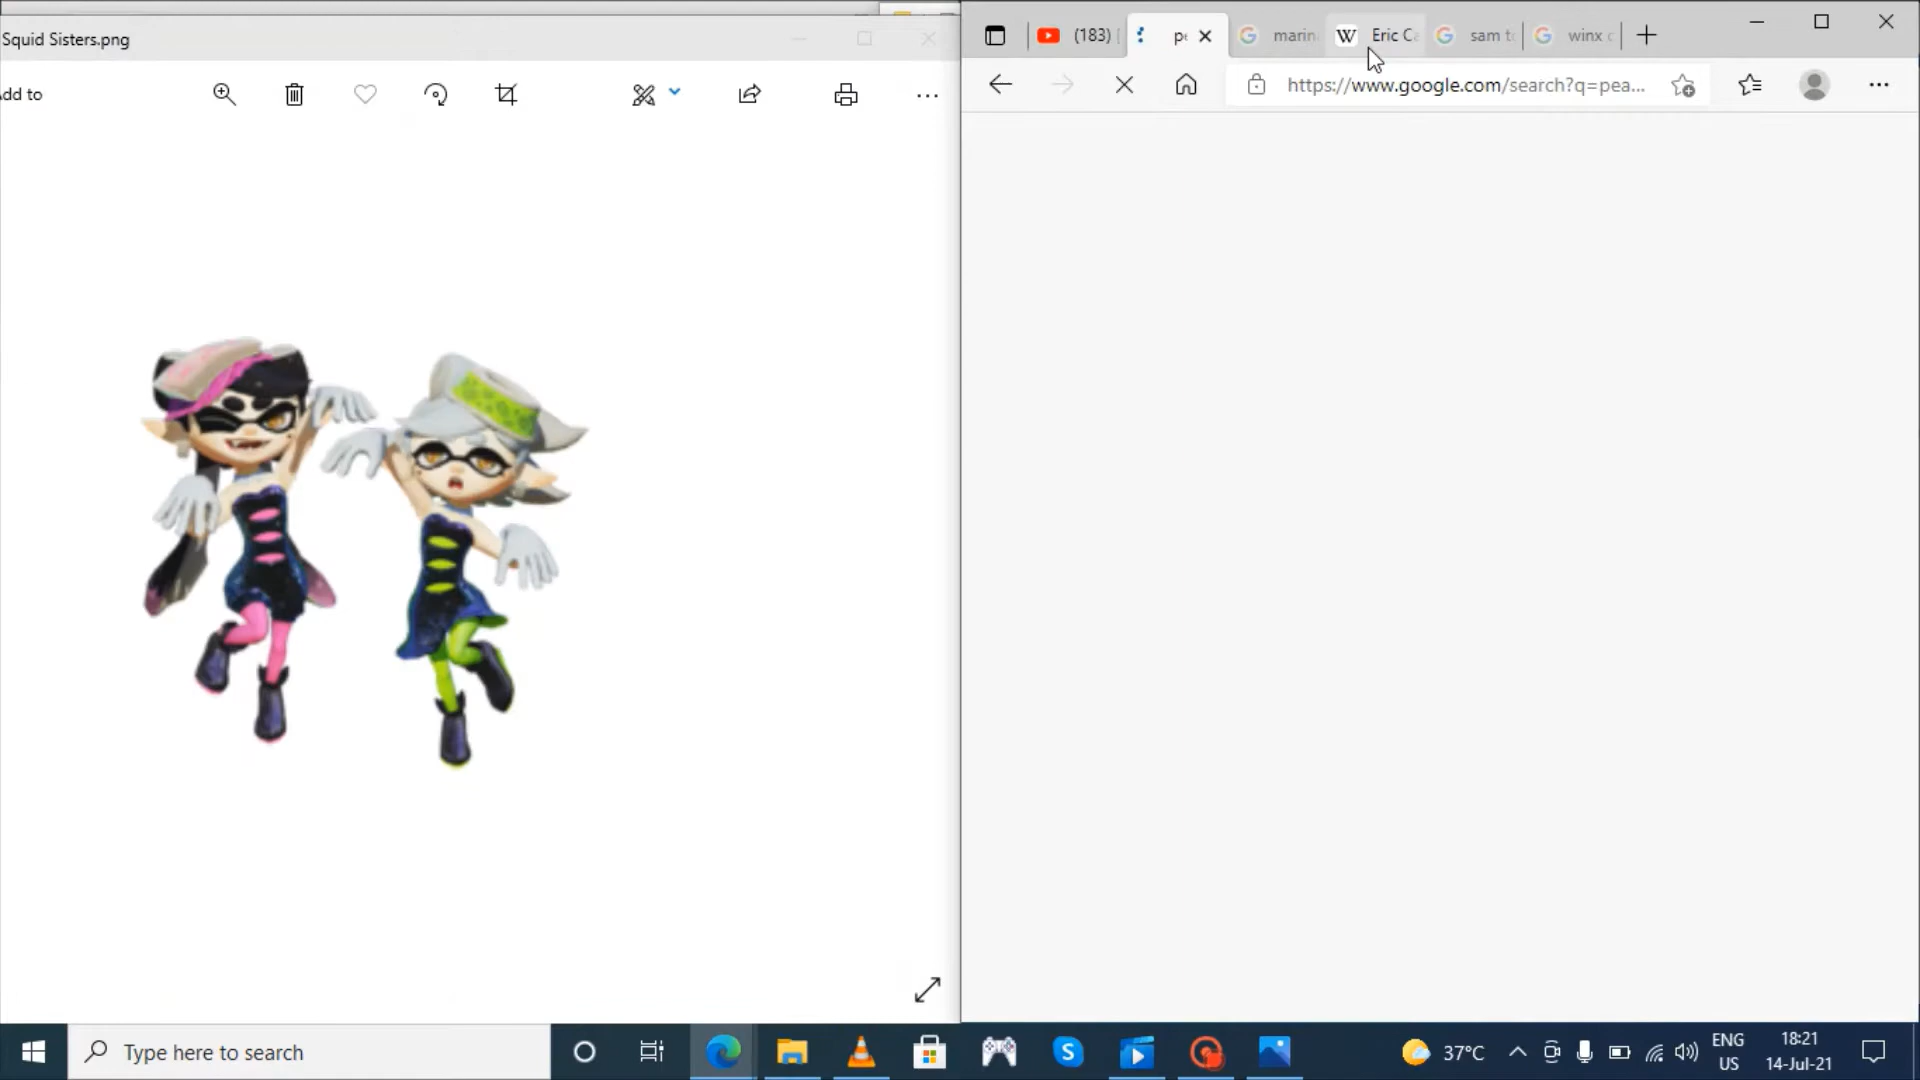 Squid Sisters.png
dd to
(183)
marin
W
Eric Ca
sam t
winx c
https://www.google.com/search?q=pea...
Type here to search
37°C
ENG
US
18:21
14-Jul-21